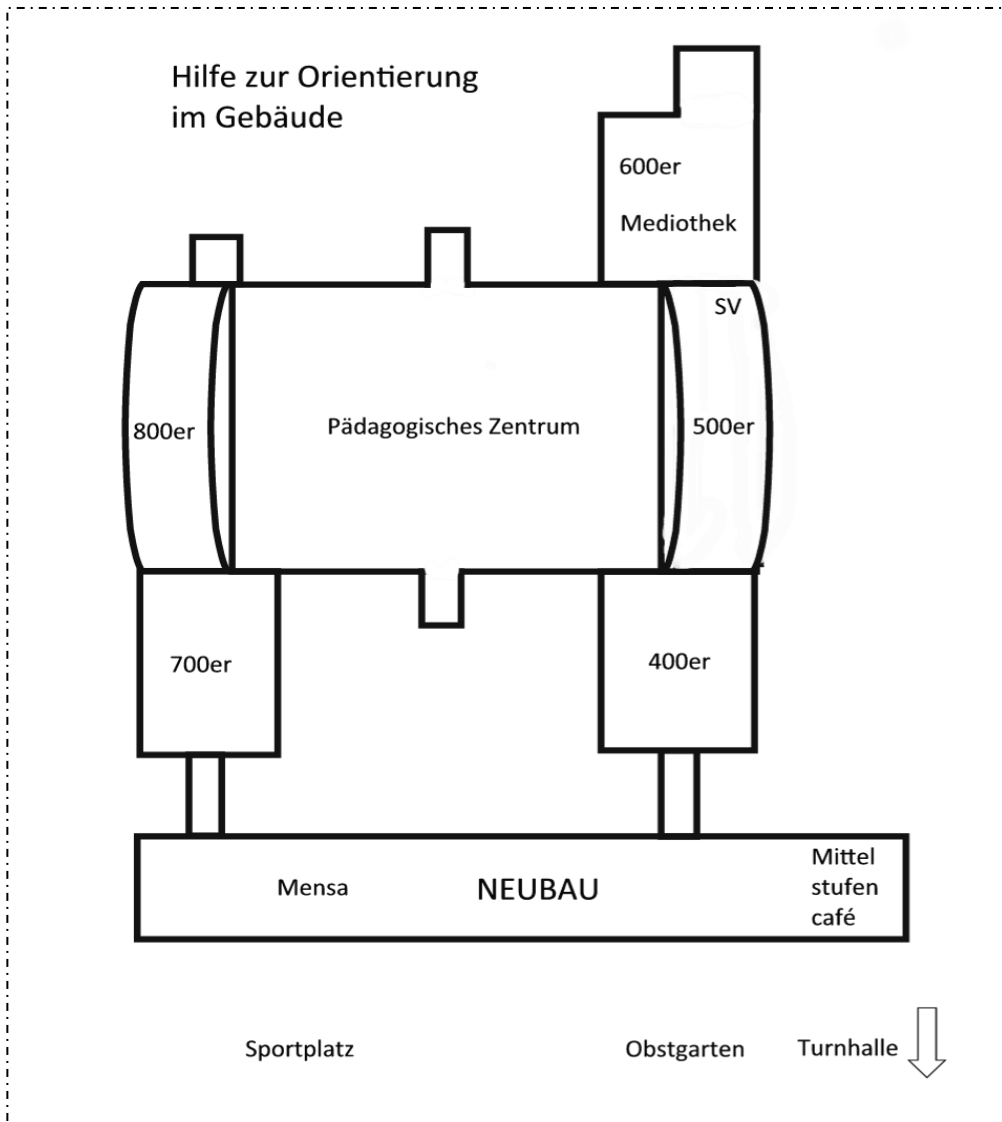 Hilfe zur Orientierung
im Gebäude
600er
Mediothek
SV
800er
Pädagogisches Zentrum
500er
700er
400er
Mensa
NEUBAU
Mittel
stufen
café
Sportplatz
Obstgarten
Turnhalle